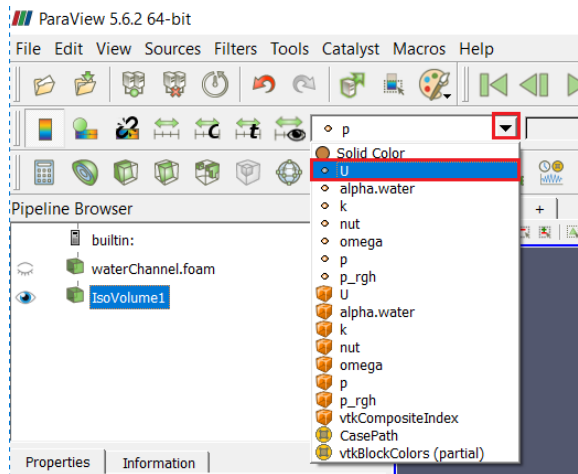 ParaView 5.6.2 64-bit
File Edit View Sources Filters Tools Catalyst Macros Help
p
Solid Color
U
alpha.water
k
nut
omega
p
p_rgh
U
alpha.water
k
nut
omega
p
p_rgh
vtkCompositeIndex
CasePath
vtkBlockColors (partial)
Pipeline Browser
+
builtin:
waterChannel.foam
IsoVolume1
Properties Information